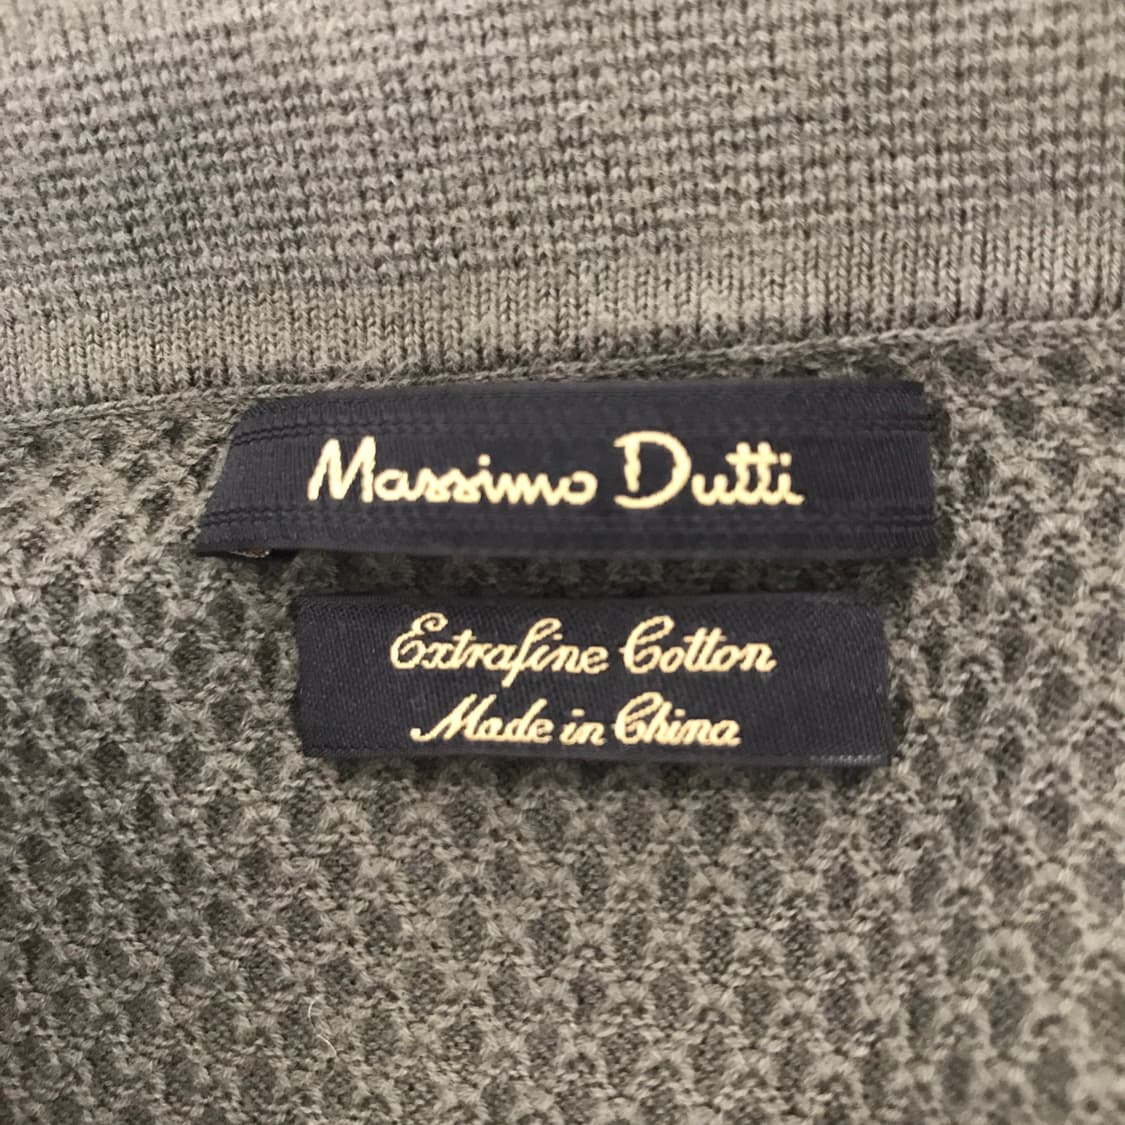 Massimo Dutti
Extrafine Cotton
Made in China